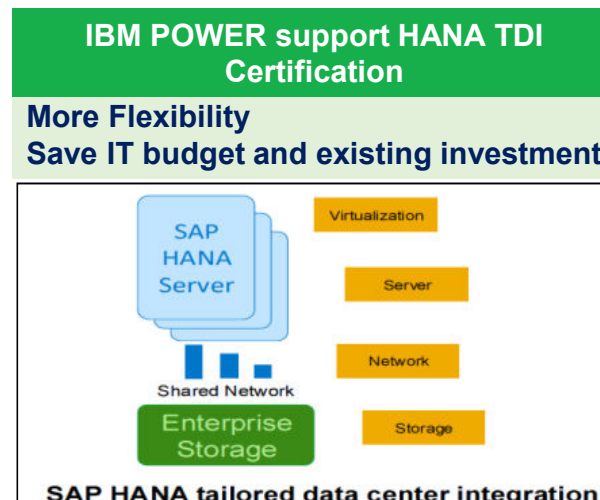 IBM POWER support HANA TDI
Certification
More Flexibility
Save IT budget and existing investment
SAP
HANA
Server
Virtualization
Server
Network
Shared Network
Enterprise
Storage
Storage
SAP HANA tailored data center integration